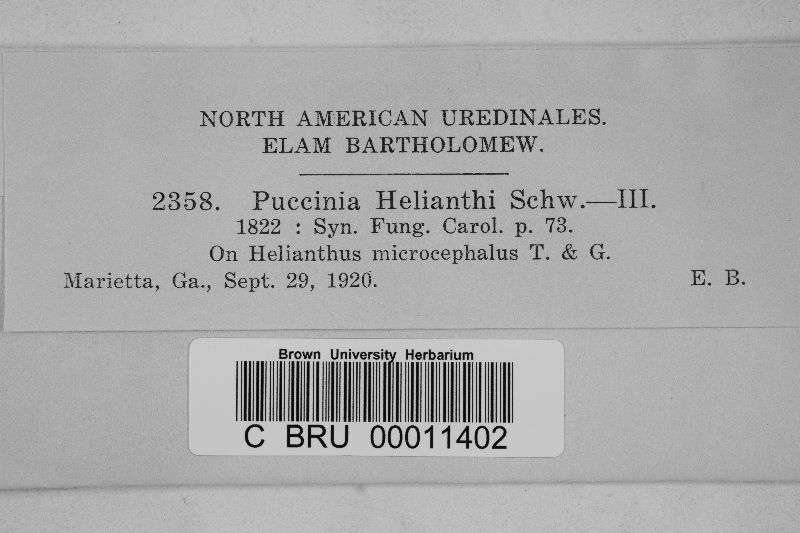 NORTH AMERICAN UREDINALES.
ELAM BARTHOLOMEW.
2358. Puccinia Helianthi Schw.—III.
1822 : Syn. Fung. Carol. p. 73.
On Helianthus microcephalus T. & G.
Marietta, Ga., Sept. 29, 1920. E. B.
Brown University Herbarium
C BRU 00011402